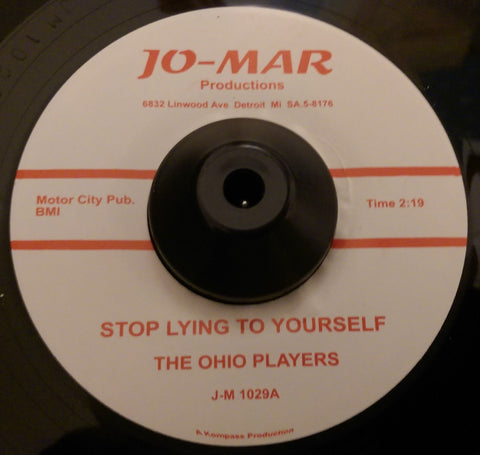 JO-MAR
Productions
6832 Linwood Ave Detroit Mi SA.5-8176
Motor City Pub.
BMI
Time 2:19
STOP LYING TO YOURSELF
THE OHIO PLAYERS
J-M 1029A
A Kompass Production